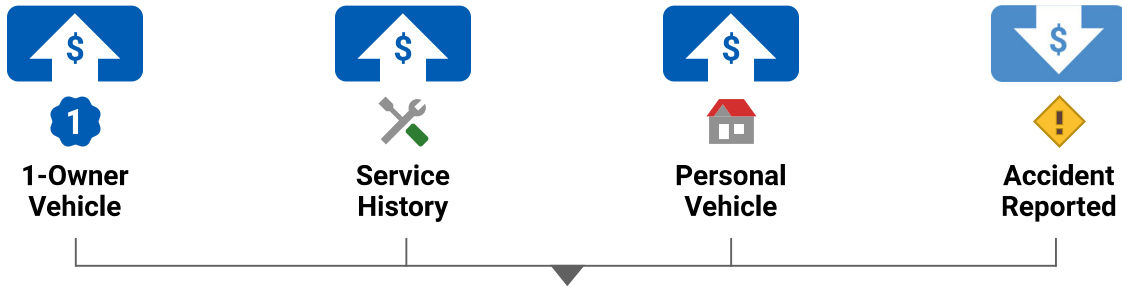 $ $ $ $
1
1-Owner Vehicle
Service History
Personal Vehicle
Accident Reported